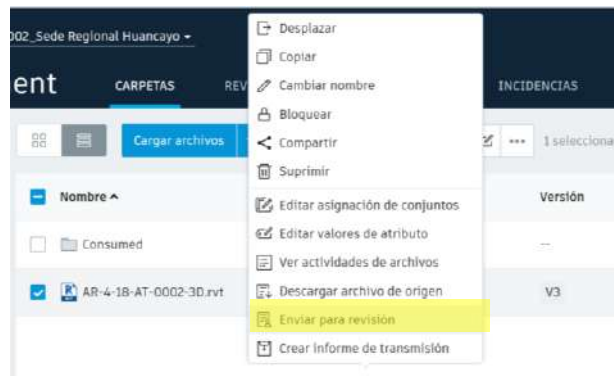 002_Sede Regional Huancayo
ent
CARPETAS
REV
INCIDENCIAS
Cargar archivos
1 selecciona
Nombre
Versión
Consumed
--
AR-4-18-AT-0002-3D.rvt
V3
Desplazar
Copiar
Cambiar nombre
Bloquear
Compartir
Suprimir
Editar asignación de conjuntos
Editar valores de atributo
Ver actividades de archivos
Descargar archivo de origen
Enviar para revisión
Crear informe de transmisión